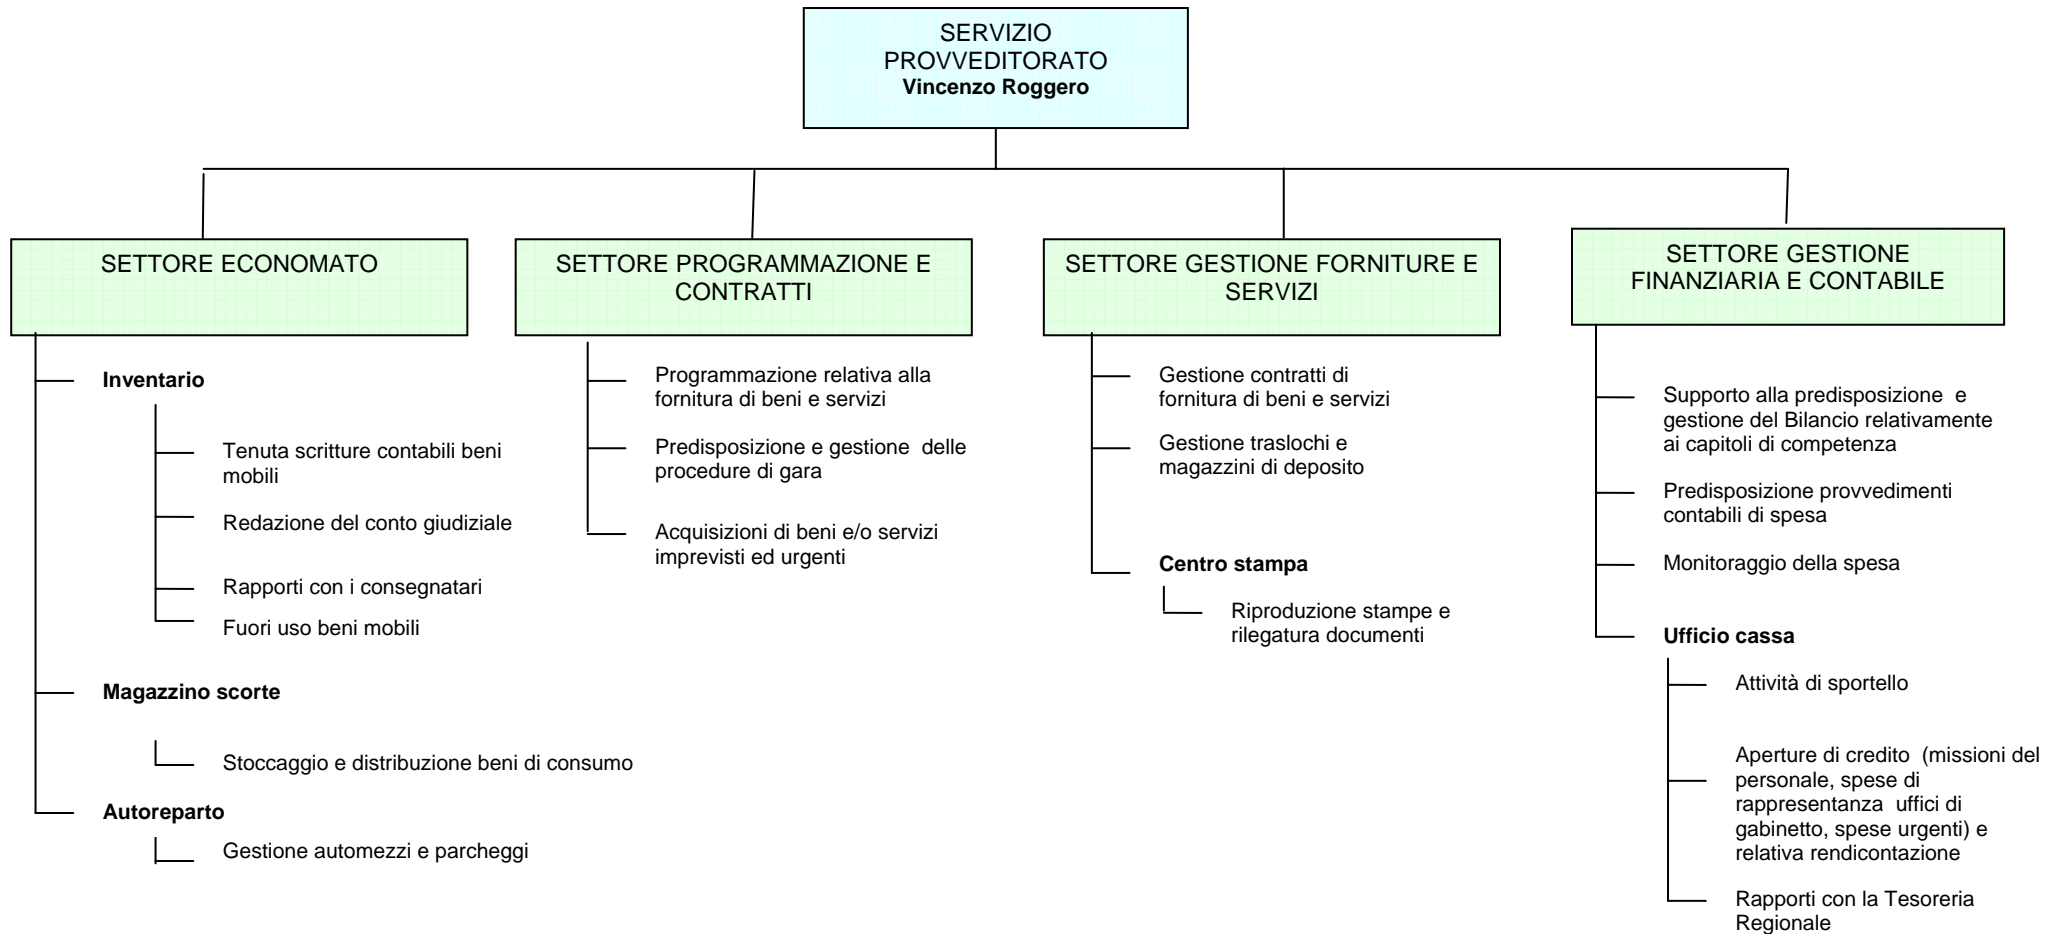 SERVIZIO
PROVVEDITORATO
Vincenzo Roggero
SETTORE ECONOMATO
Inventario
Tenuta scritture contabili beni
mobili
Redazione del conto giudiziale
Rapporti con i consegnatari
Fuori uso beni mobili
Magazzino scorte
Stoccaggio e distribuzione beni di consumo
Autoreparto
Gestione automezzi e parcheggi
SETTORE PROGRAMMAZIONE E
CONTRATTI
Programmazione relativa alla
fornitura di beni e servizi
Predisposizione e gestione delle
procedure di gara
Acquisizioni di beni e/o servizi
imprevisti ed urgenti
SETTORE GESTIONE FORNITURE E
SERVIZI
Gestione contratti di
fornitura di beni e servizi
Gestione traslochi e
magazzini di deposito
Centro stampa
Riproduzione stampe e
rilegatura documenti
SETTORE GESTIONE
FINANZIARIA E CONTABILE
Supporto alla predisposizione e
gestione del Bilancio relativamente
ai capitoli di competenza
Predisposizione provvedimenti
contabili di spesa
Monitoraggio della spesa
Ufficio cassa
Attività di sportello
Aperture di credito (missioni del
personale, spese di
rappresentanza uffici di
gabinetto, spese urgenti) e
relativa rendicontazione
Rapporti con la Tesoreria
Regionale